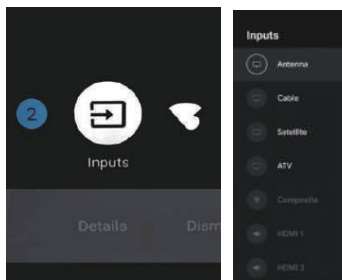 2
Inputs
Details Dism
Inputs
Antenna
Cable
Satellite
ATV
Composite
HDMI 1
HDMI 2